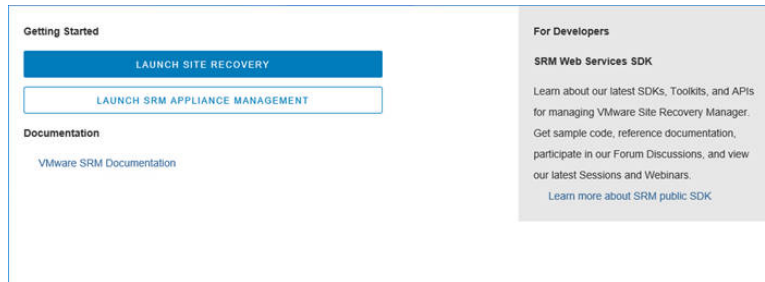 Getting Started
LAUNCH SITE RECOVERY
LAUNCH SRM APPLIANCE MANAGEMENT
Documentation
VMware SRM Documentation
For Developers
SRM Web Services SDK
Learn about our latest SDKs, Toolkits, and APIs
for managing VMware Site Recovery Manager.
Get sample code, reference documentation,
participate in our Forum Discussions, and view
our latest Sessions and Webinars.
Learn more about SRM public SDK